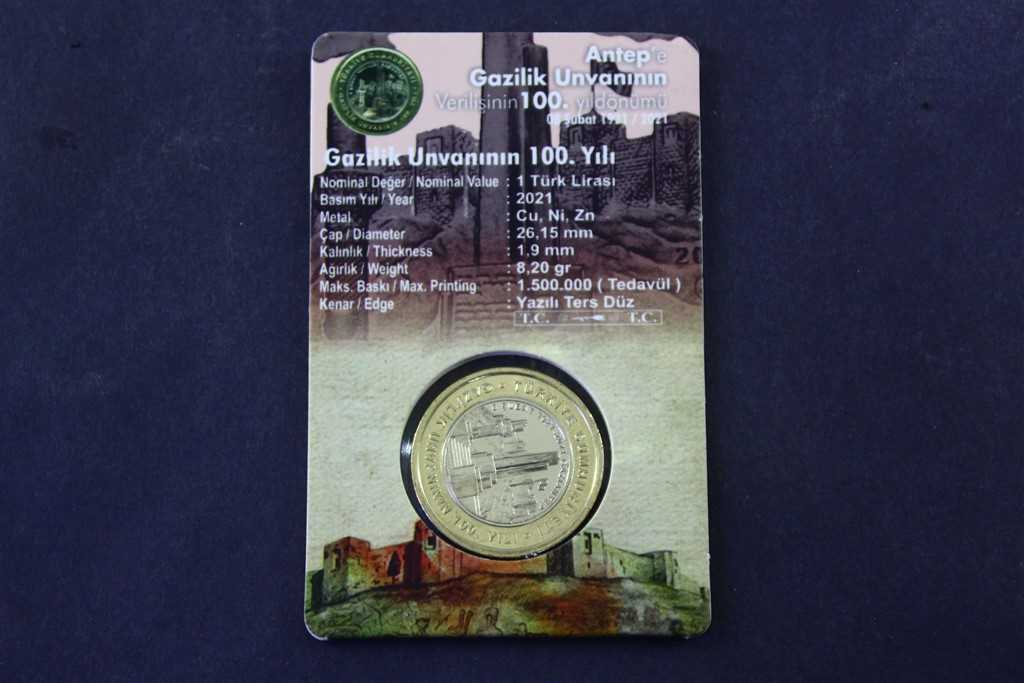 Antep'e
Gazilik Unvanının
Verilişinin 100. yıldönümü
08 Şubat 1921 / 2021
Gazilik Unvanının 100. Yılı
Nominal Değer / Nominal Value : 1 Türk Lirası
Basım Yılı / Year : 2021
Metal : Cu, Ni, Zn
Çap / Diameter : 26,15 mm
Kalınlık / Thickness : 1,9 mm
Ağırlık / Weight : 8,20 gr
Maks. Baskı / Max. Printing : 1.500.000 ( Tedavül )
Kenar / Edge : Yazılı Ters Düz
T.C. T.C.
TÜRKİYE CUMHURİYETİ
GAZİLİK UNVANININ 100. YILI